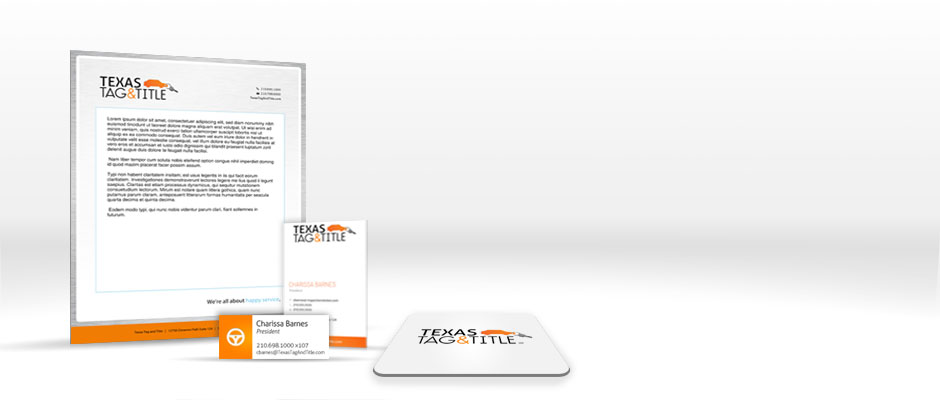 TEXAS
TAG&TITLE
210.698.1000
TexasTagAndTitle.com
Lorem ipsum dolor sit amet, consectetuer adipiscing elit, sed diam nonummy nibh
euismod tincidunt ut laoreet dolore magna aliquam erat volutpat. Ut wisi enim ad
minim veniam, quis nostrud exerci tation ullamcorper suscipit lobortis nisl ut
aliquip ex ea commodo consequat. Duis autem vel eum iriure dolor in hendrerit in
vulputate velit esse molestie consequat, vel illum dolore eu feugiat nulla facilisis at
vero eros et accumsan et iusto odio dignissim qui blandit praesent luptatum zzril
delenit augue duis dolore te feugait nulla facilisi.
Nam liber tempor cum soluta nobis eleifend option congue nihil imperdiet doming
id quod mazim placerat facer possim assum.
Typi non habent claritatem insitam; est usus legentis in iis qui facit eorum
claritatem. Investigationes demonstraverunt lectores legere me lius quod ii legunt
saepius. Claritas est etiam processus dynamicus, qui sequitur mutationem
consuetudium lectorum. Mirum est notare quam littera gothica, quam nunc
putamus parum claram, anteposuerit litterarum formas humanitatis per seacula
quarta decima et quinta decima.
Eodem modo typi, qui nunc nobis videntur parum clari, fiant sollemnes in
futurum.
We're all about happy service.
Texas Tag and Title
TEXAS
TAG&TITLE
CHARISSA BARNES
President
Charissa Barnes
President
210.698.1000 x107
cbarnes@TexasTagAndTitle.com
TEXAS
TAG&TITLE